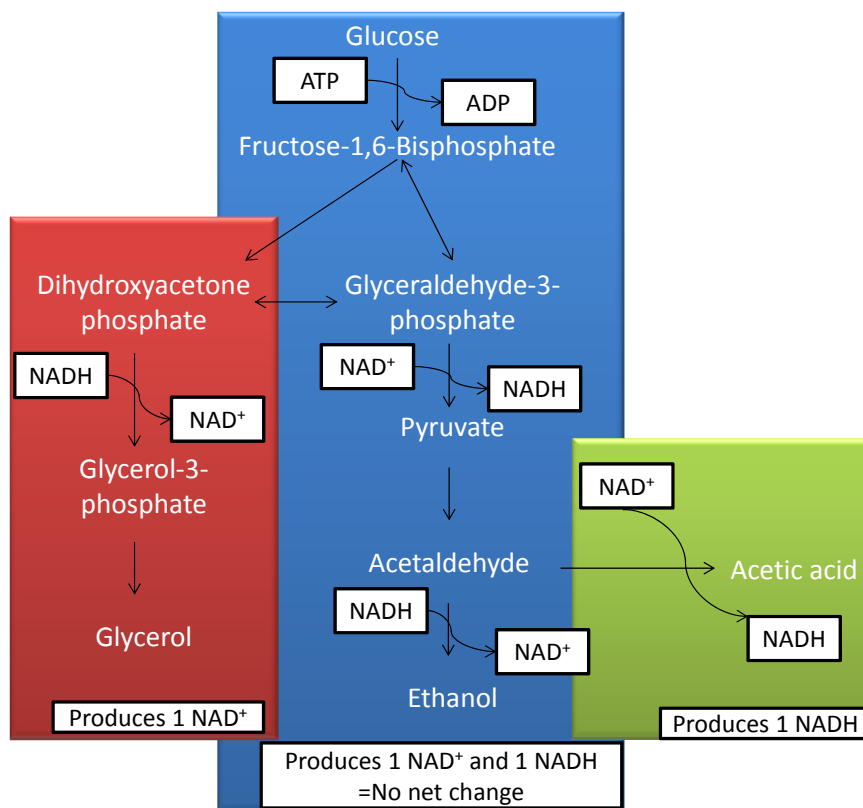 Glucose
ATP
ADP
Fructose-1,6-Bisphosphate
Dihydroxyacetone
phosphate
Glyceraldehyde-3-
phosphate
NADH
NAD⁺
NAD⁺
NADH
Pyruvate
Glycerol-3-
phosphate
NAD⁺
Acetaldehyde
Acetic acid
Glycerol
NADH
NAD⁺
NADH
Ethanol
Produces 1 NAD⁺
Produces 1 NADH
Produces 1 NAD⁺ and 1 NADH
=No net change